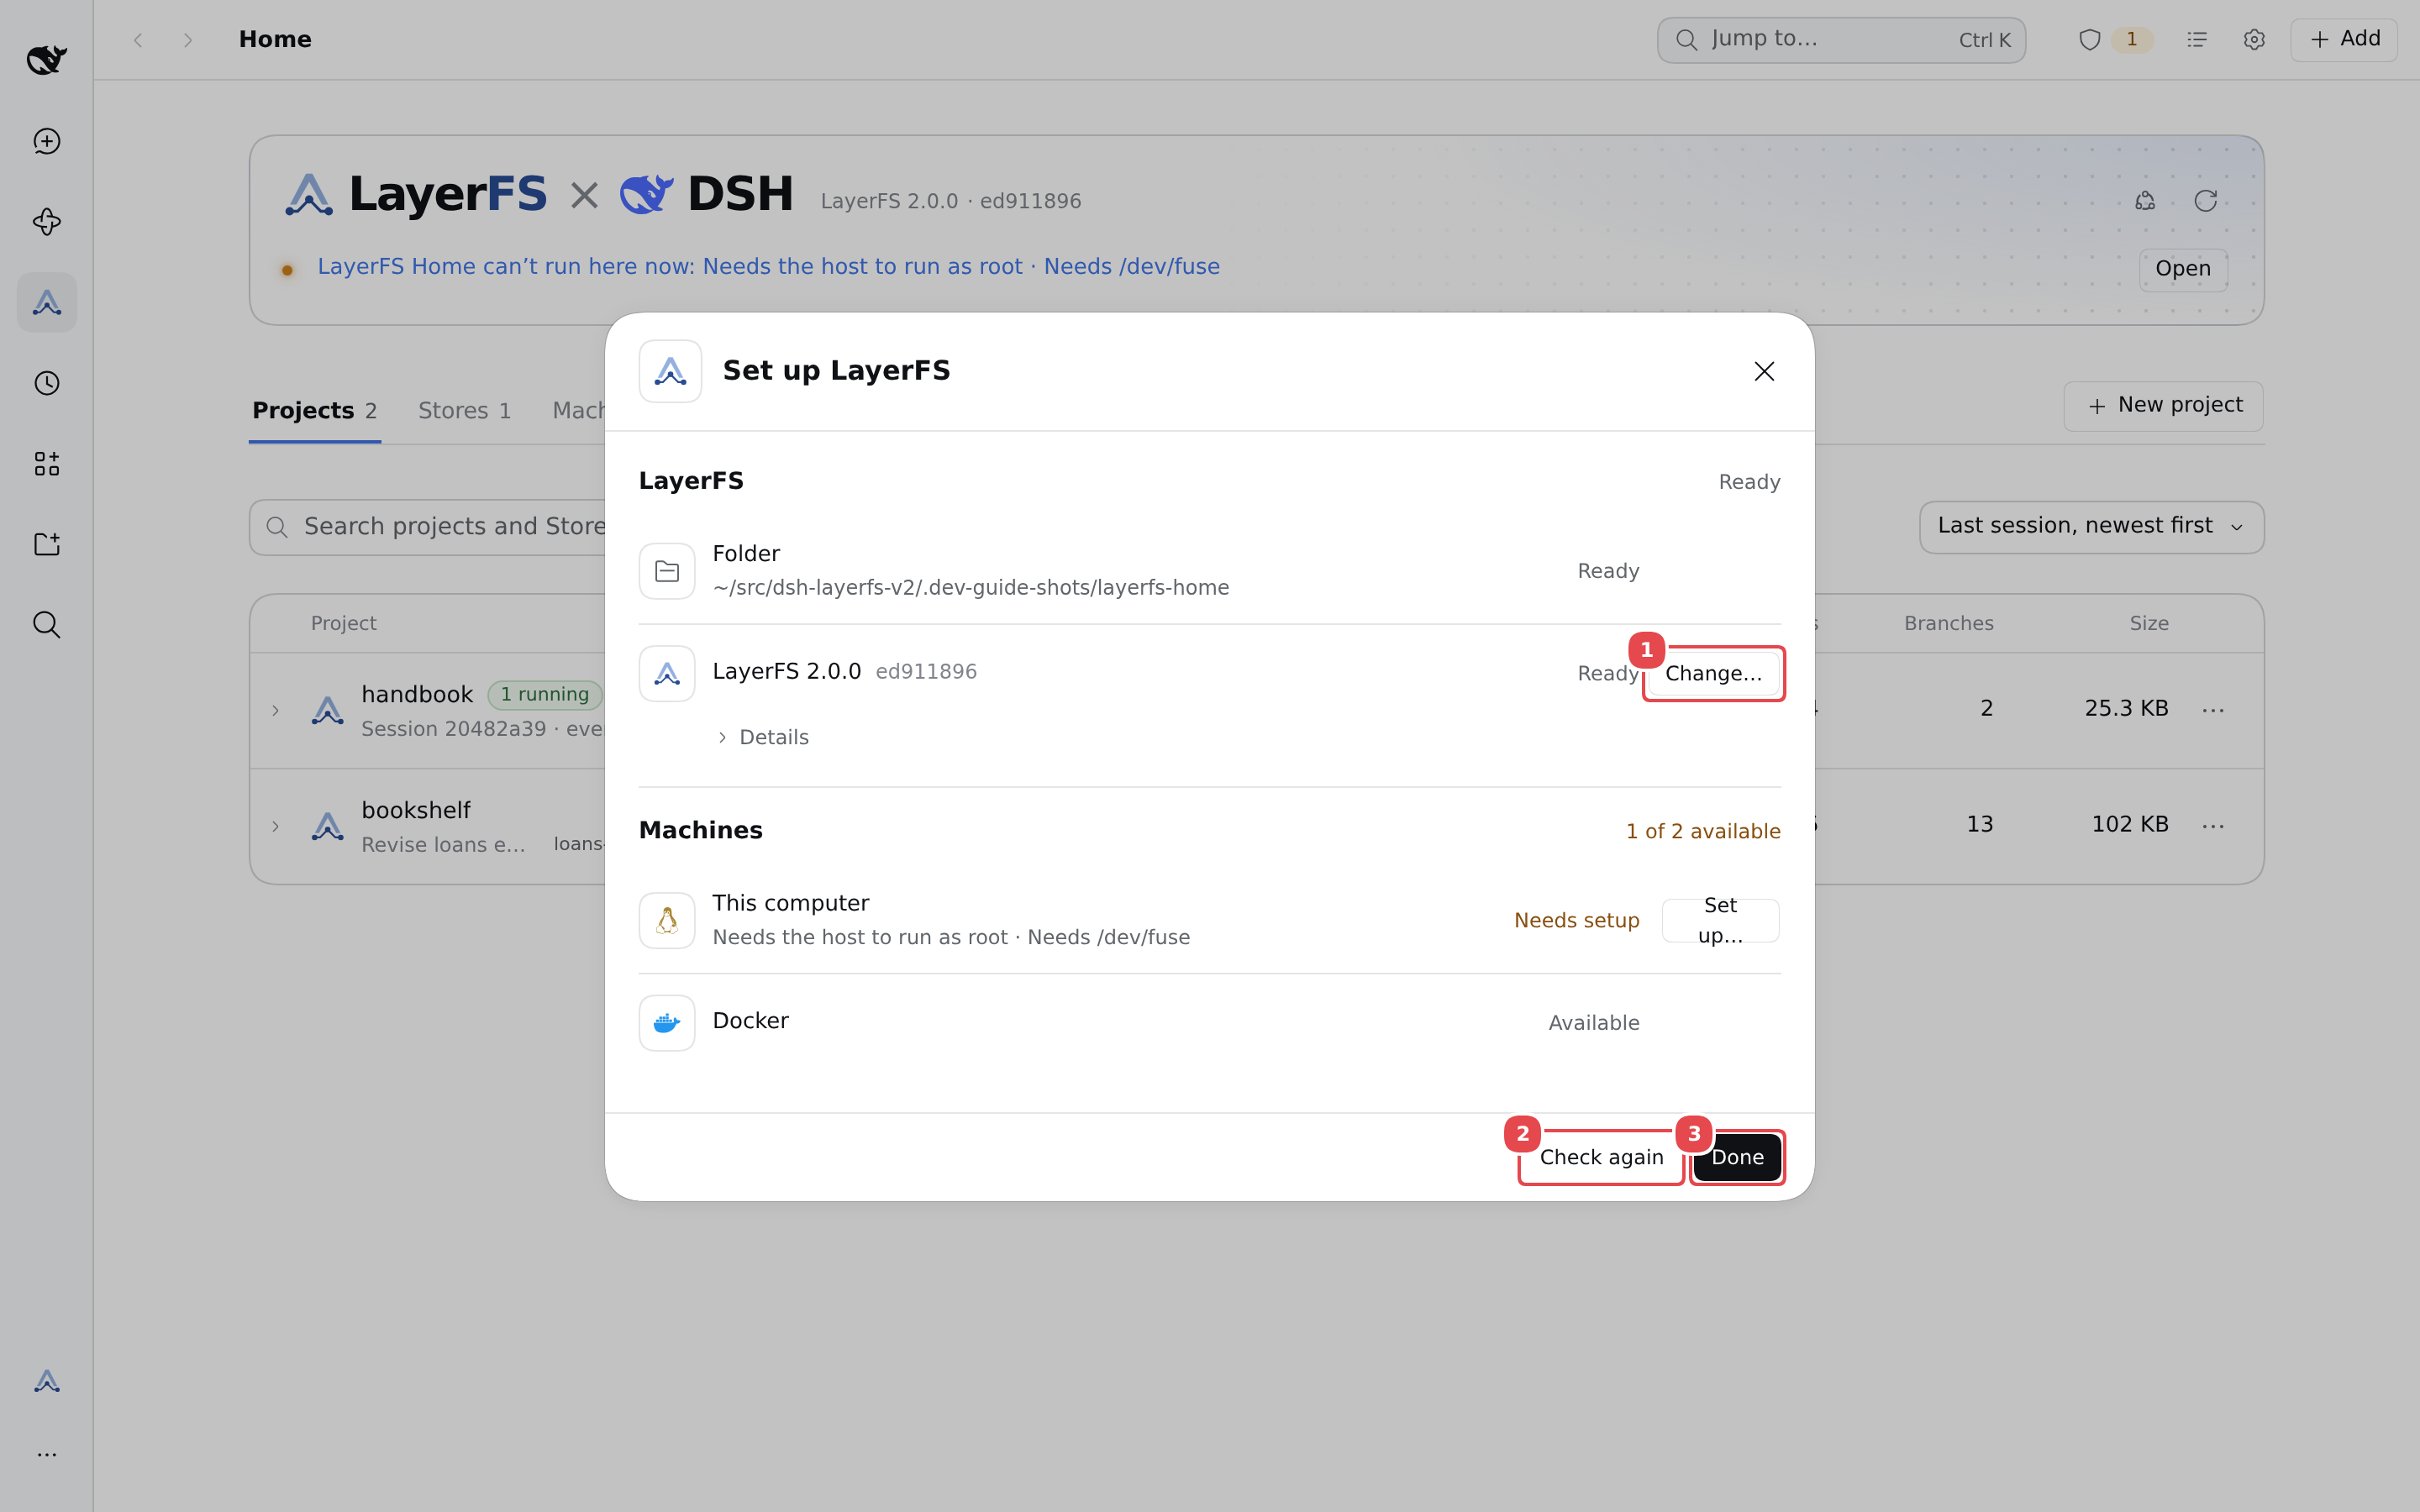 Home
Jump to...
Ctrl K
1
Add
LayerFS × DSH LayerFS 2.0.0 · ed911896
LayerFS Home can’t run here now: Needs the host to run as root · Needs /dev/fuse
Open
Set up LayerFS
Projects 2
Stores 1
Mach
New project
LayerFS
Ready
Search projects and Store
Last session, newest first
Folder
~/src/dsh-layerfs-v2/.dev-guide-shots/layerfs-home
Ready
Project
Branches
Size
LayerFS 2.0.0 ed911896
Ready
1
Change...
Details
handbook 1 running
Session 20482a39 · eve
2
25.3 KB
Machines
1 of 2 available
bookshelf
Revise loans e... loans-
13
102 KB
This computer
Needs the host to run as root · Needs /dev/fuse
Needs setup
Set
up...
Docker
Available
2
Check again
3
Done